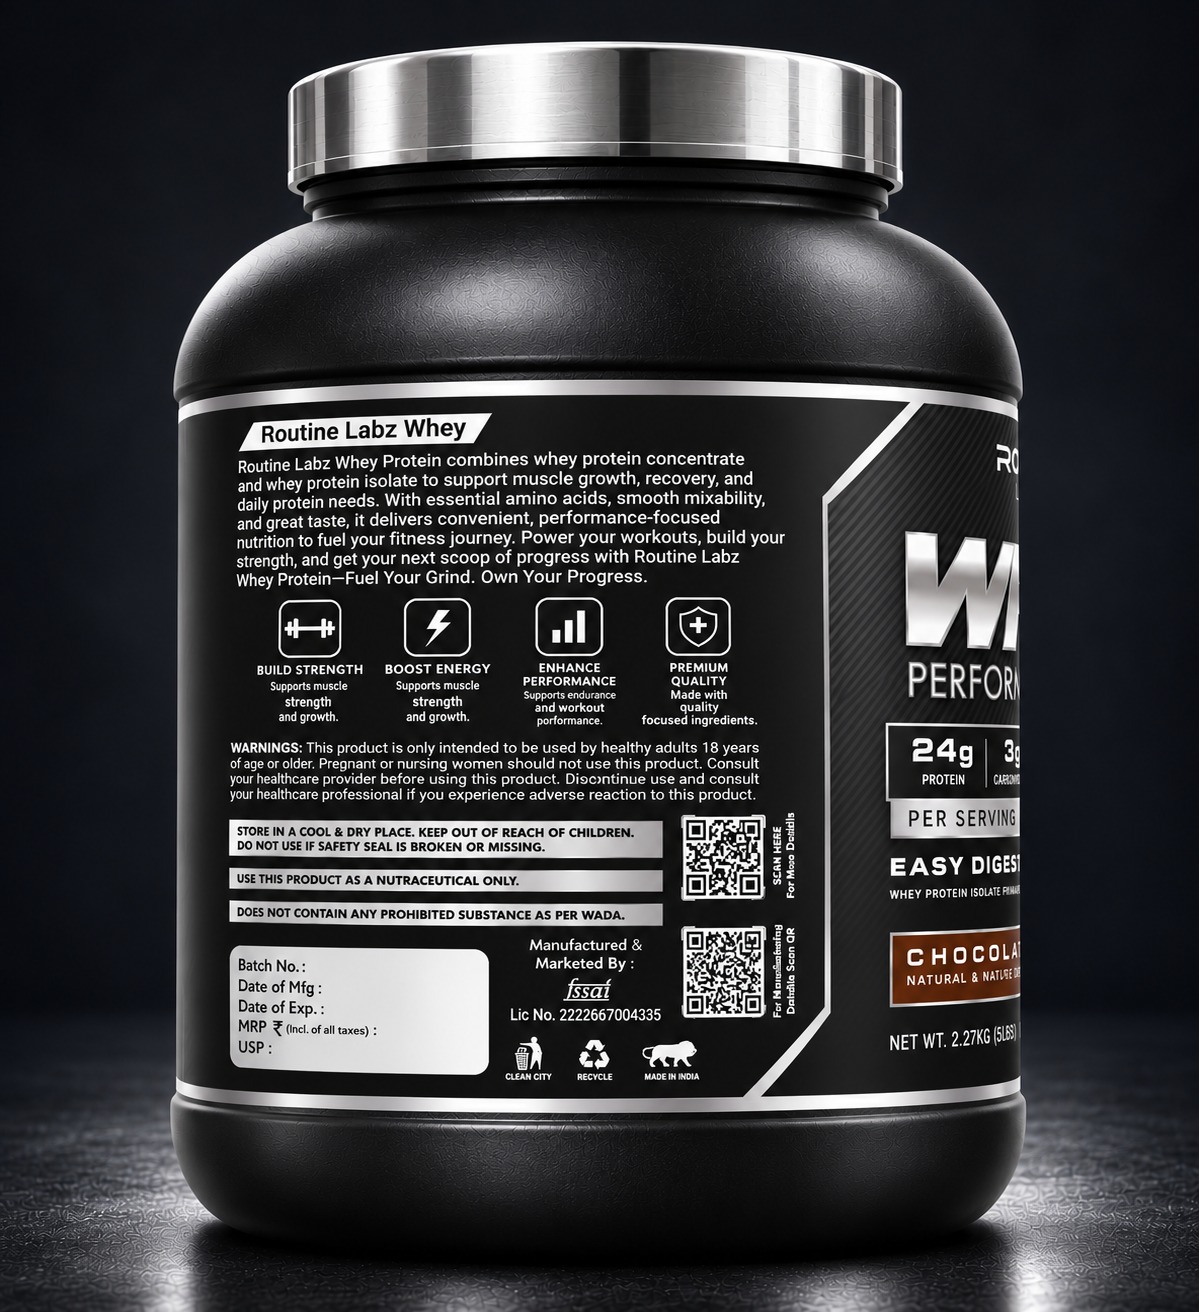 Routine Labz Whey
Routine Labz Whey Protein combines whey protein concentrate
and whey protein isolate to support muscle growth, recovery, and
daily protein needs. With essential amino acids, smooth mixability,
and great taste, it delivers convenient, performance-focused
nutrition to fuel your fitness journey. Power your workouts, build your
strength, and get your next scoop of progress with Routine Labz
Whey Protein—Fuel Your Grind. Own Your Progress.
BUILD STRENGTH
Supports muscle
strength
and growth.
BOOST ENERGY
Supports muscle
strength
and growth.
ENHANCE
PERFORMANCE
Supports endurance
and workout
porformance.
PREMIUM
QUALITY
Made with
quality
focused ingredients.
WARNINGS: This product is only intended to be used by healthy adults 18 years
of age or older. Pregnant or nursing women should not use this product. Consult
your healthcare provider before using this product. Discontinue use and consult
your healthcare professional if you experience adverse reaction to this product.
STORE IN A COOL & DRY PLACE. KEEP OUT OF REACH OF CHILDREN.
DO NOT USE IF SAFETY SEAL IS BROKEN OR MISSING.
USE THIS PRODUCT AS A NUTRACEUTICAL ONLY.
DOES NOT CONTAIN ANY PROHIBITED SUBSTANCE AS PER WADA.
SCAN HERE
For
Scan QR
For
Batch No.:
Date of Mfg :
Date of Exp. :
MRP ₹ (Incl. of all taxes) :
USP :
Manufactured &
Marketed By :
fssai
Lic No. 2222667004335
CLEAN CITY
RECYCLE
MADE IN INDIA
RO
WH
PERFORM
24g
PROTEIN
3g
PER SERVING
EASY DIGEST
WHEY PROTEIN ISOLATE
CHOCOLAT
NATURAL &
NET WT. 2.27KG (5LBS)